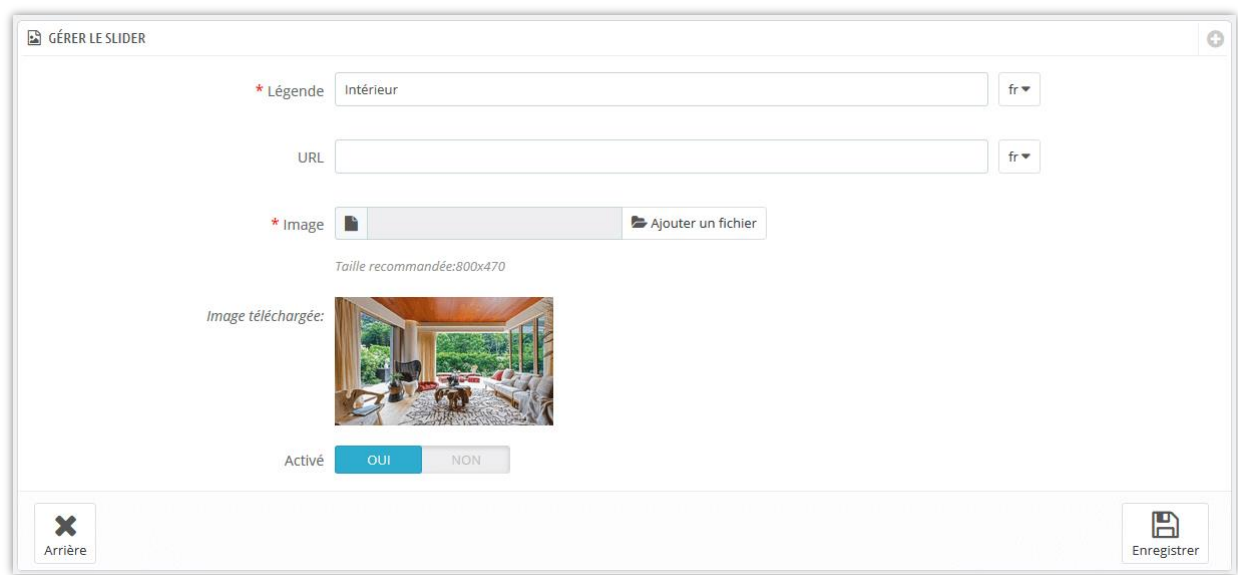 GÉRER LE SLIDER
* Légende Intérieur fr
URL fr
* Image Ajouter un fichier
Taille recommandée:800x470
Image téléchargée:
Activé OUI NON
Arrière Enregistrer